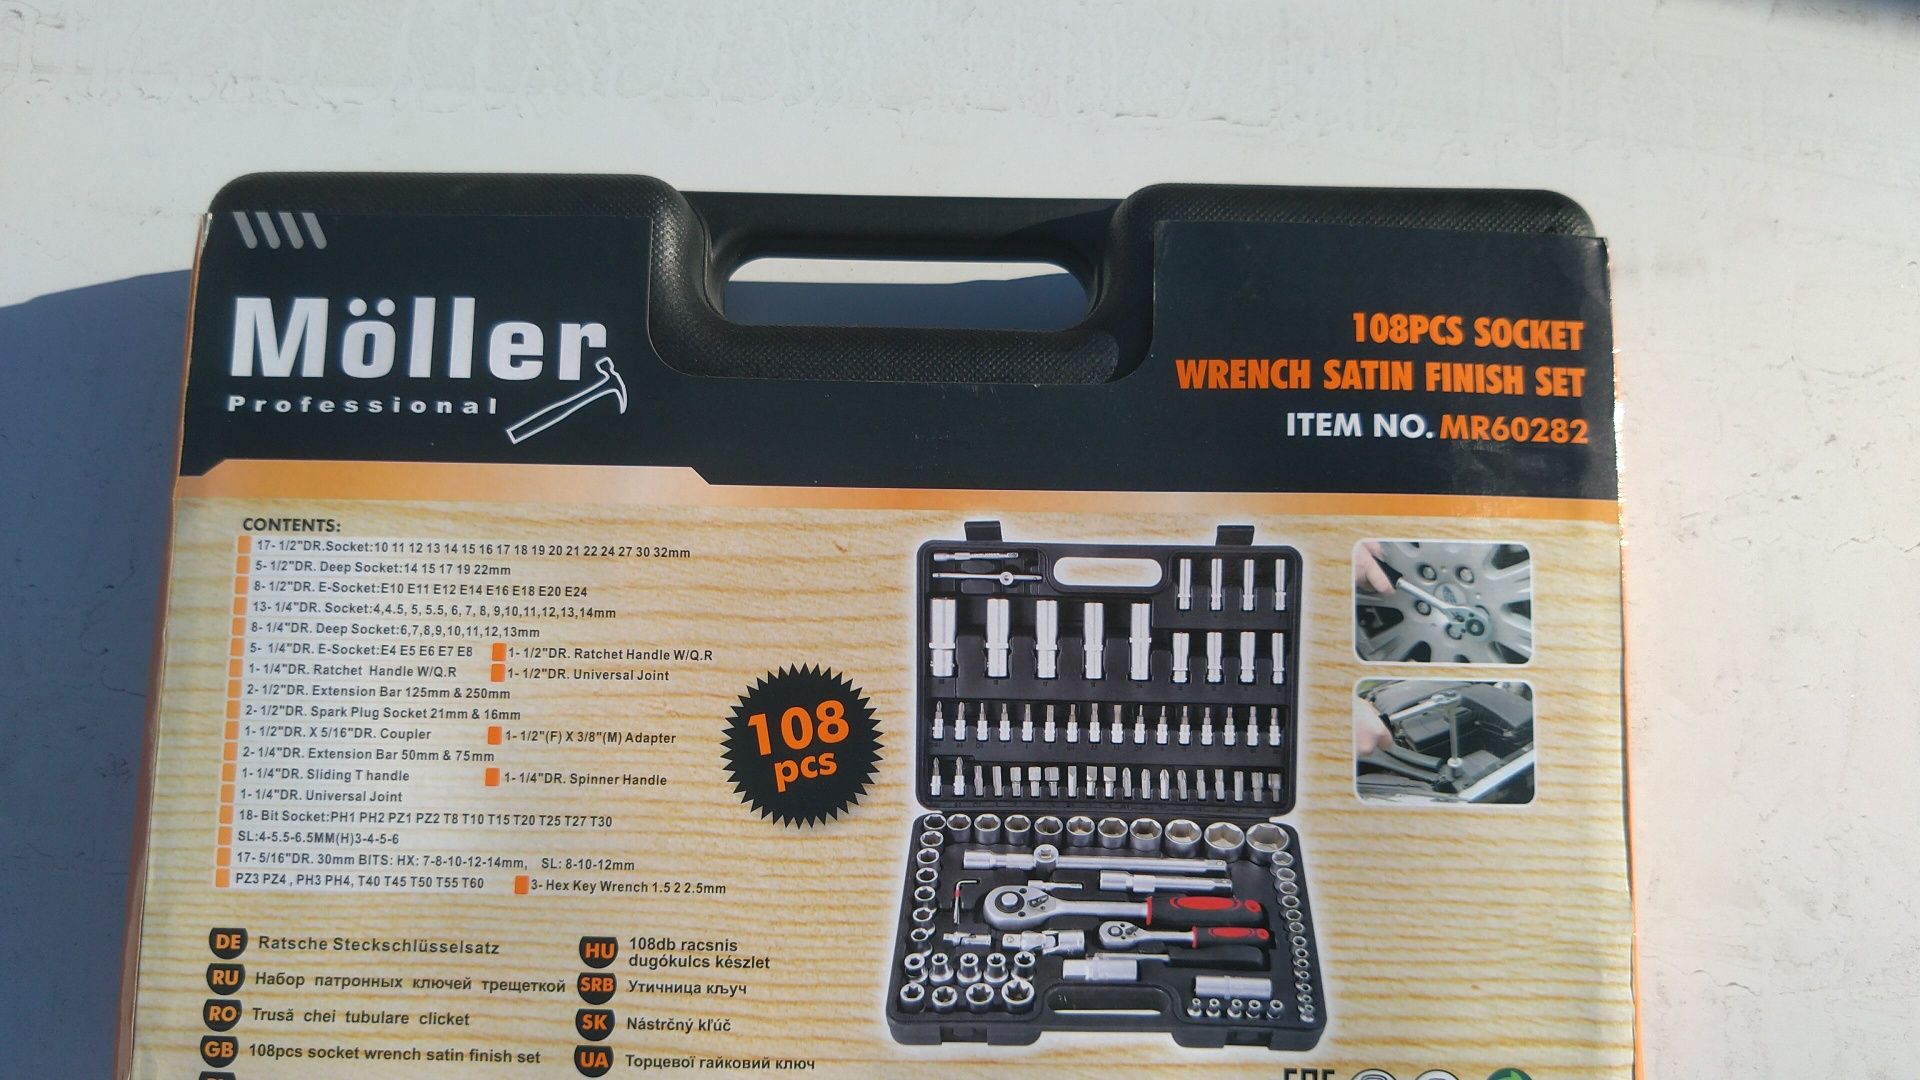 Möller
Professional
108PCS SOCKET
WRENCH SATIN FINISH SET
ITEM NO. MR60282
CONTENTS:
17- 1/2"DR.Socket:10 11 12 13 14 15 16 17 18 19 20 21 22 24 27 30 32mm
5- 1/2"DR. Deep Socket:14 15 17 19 22mm
8- 1/2"DR. E-Socket:E10 E11 E12 E14 E16 E18 E20 E24
13- 1/4"DR. Socket:4,4.5, 5, 5.5, 6, 7, 8, 9,10,11,12,13,14mm
8- 1/4"DR. Deep Socket:6,7,8,9,10,11,12,13mm
5- 1/4"DR. E-Socket:E4 E5 E6 E7 E8 1- 1/2"DR. Ratchet Handle W/Q.R
1- 1/4"DR. Ratchet Handle W/Q.R 1- 1/2"DR. Universal Joint
2- 1/2"DR. Extension Bar 125mm & 250mm
2- 1/2"DR. Spark Plug Socket 21mm & 16mm
1- 1/2"DR. X 5/16"DR. Coupler 1- 1/2"(F) X 3/8"(M) Adapter
2- 1/4"DR. Extension Bar 50mm & 75mm
1- 1/4"DR. Sliding T handle 1- 1/4"DR. Spinner Handle
1- 1/4"DR. Universal Joint
18- Bit Socket:PH1 PH2 PZ1 PZ2 T8 T10 T15 T20 T25 T27 T30
SL:4-5.5-6.5MM(H)3-4-5-6
17- 5/16"DR. 30mm BITS: HX: 7-8-10-12-14mm, SL: 8-10-12mm
PZ3 PZ4 , PH3 PH4, T40 T45 T50 T55 T60 3- Hex Key Wrench 1.5 2 2.5mm
108
pcs
DE Ratsche Steckschlüsselsatz
RU Набор патронных ключей трещеткой
RO Trusă chei tubulare clicket
GB 108pcs socket wrench satin finish set
HU 108db racsnis
dugókulcs készlet
SRB Утичница кључ
SK Nástrčný kľúč
UA Торцевої гайковий ключ